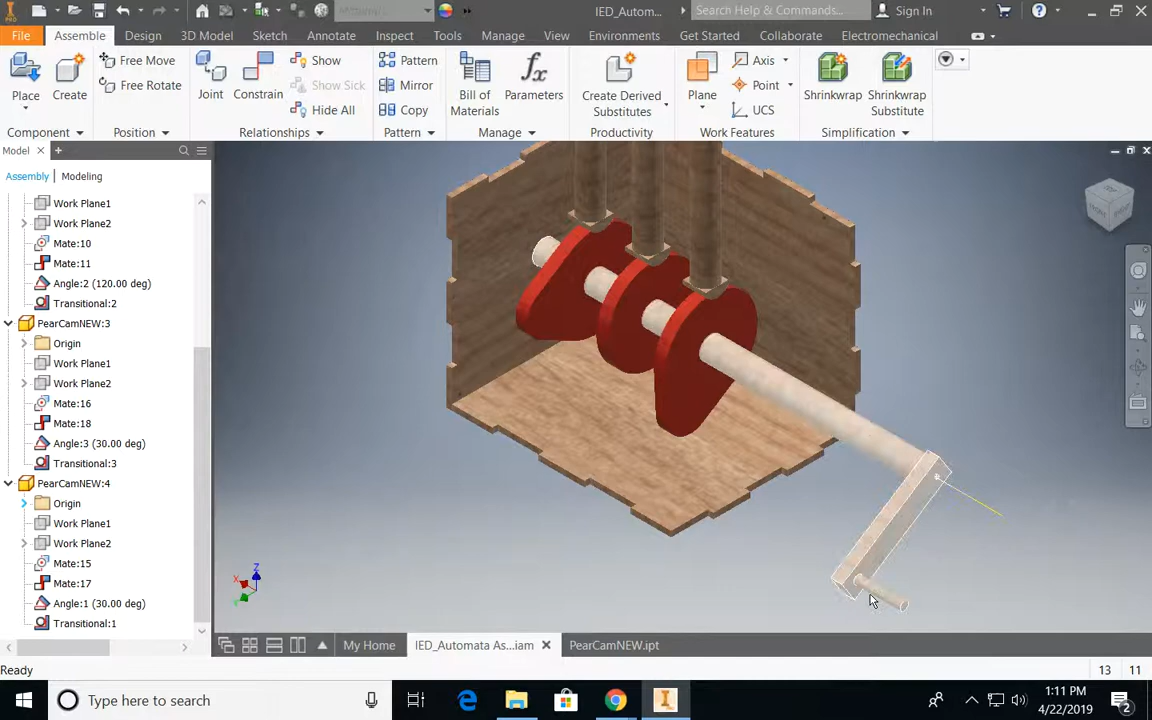 PRO
Material
IED_Autom...
Search Help & Commands...
Sign In
File
Assemble
Design
3D Model
Sketch
Annotate
Inspect
Tools
Manage
View
Environments
Get Started
Collaborate
Electromechanical
Place
Create
Free Move
Free Rotate
Joint
Constrain
Show
Show Sick
Hide All
Pattern
Mirror
Copy
Bill of
Materials
fx
Parameters
Create Derived
Substitutes
Plane
Axis
Point
UCS
Shrinkwrap
Shrinkwrap
Substitute
Component
Position
Relationships
Pattern
Manage
Productivity
Work Features
Simplification
Model
Assembly
Modeling
Work Plane1
Work Plane2
Mate:10
Mate:11
Angle:2 (120.00 deg)
Transitional:2
PearCamNEW:3
Origin
Work Plane1
Work Plane2
Mate:16
Mate:18
Angle:3 (30.00 deg)
Transitional:3
PearCamNEW:4
Origin
Work Plane1
Work Plane2
Mate:15
Mate:17
Angle:1 (30.00 deg)
Transitional:1
Z
X
Y
My Home
IED_Automata As...iam
PearCamNEW.ipt
Ready
13
11
Type here to search
1:11 PM
4/22/2019
2